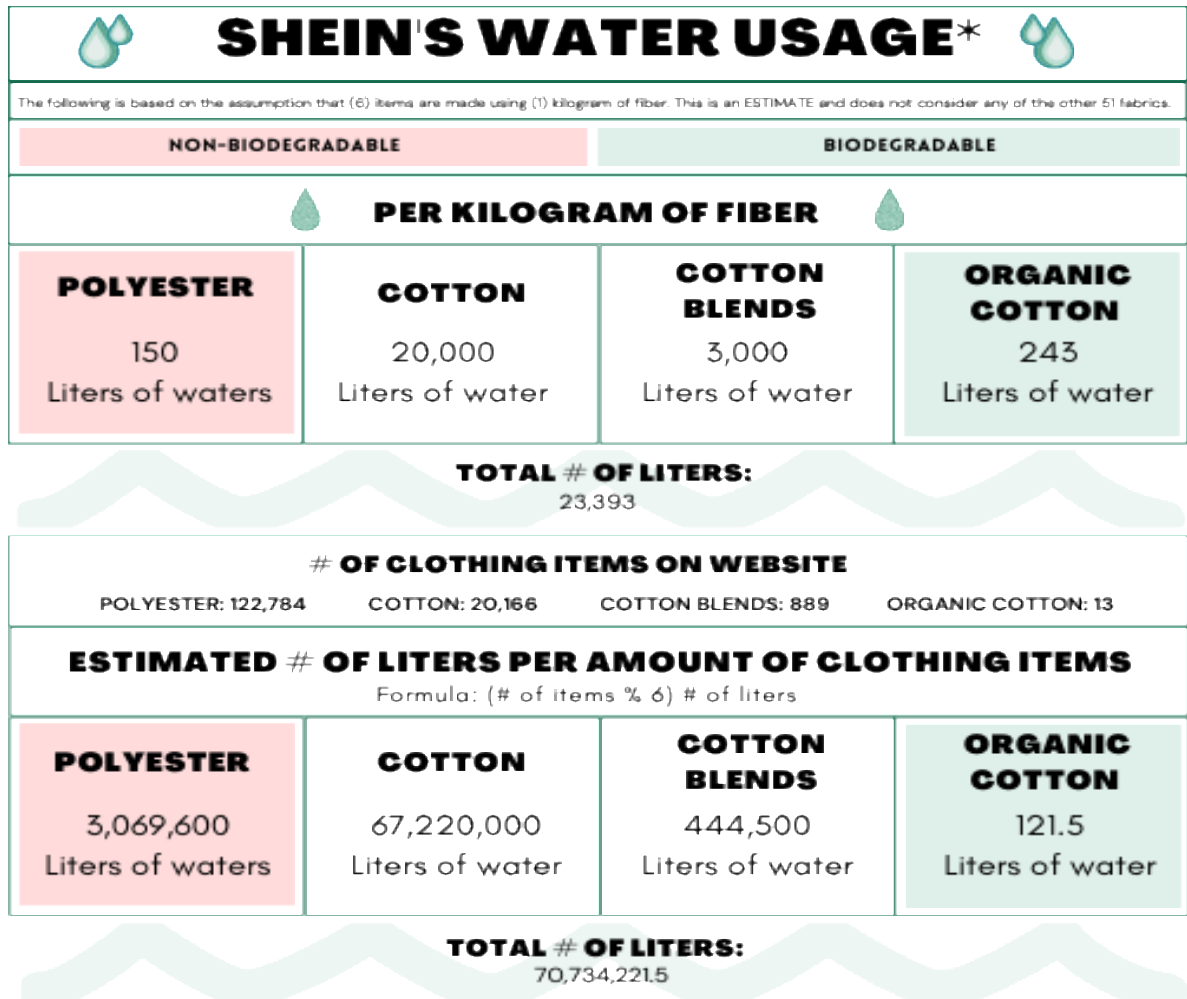 SHEIN'S WATER USAGE*
The following is based on the assumption that (6) items are made using (1) kilogram of fiber. This is an ESTIMATE and does not consider any of the other 51 fabrics.
NON-BIODEGRADABLE
BIODEGRADABLE
PER KILOGRAM OF FIBER
POLYESTER
150
Liters of waters
COTTON
20,000
Liters of water
COTTON
BLENDS
3,000
Liters of water
ORGANIC
COTTON
243
Liters of water
TOTAL # OF LITERS:
23,393
# OF CLOTHING ITEMS ON WEBSITE
POLYESTER: 122,784 COTTON: 20,166 COTTON BLENDS: 889 ORGANIC COTTON: 13
ESTIMATED # OF LITERS PER AMOUNT OF CLOTHING ITEMS
Formula: (# of items % 6) # of liters
POLYESTER
3,069,600
Liters of waters
COTTON
67,220,000
Liters of water
COTTON
BLENDS
444,500
Liters of water
ORGANIC
COTTON
121.5
Liters of water
TOTAL # OF LITERS:
70,734,221.5